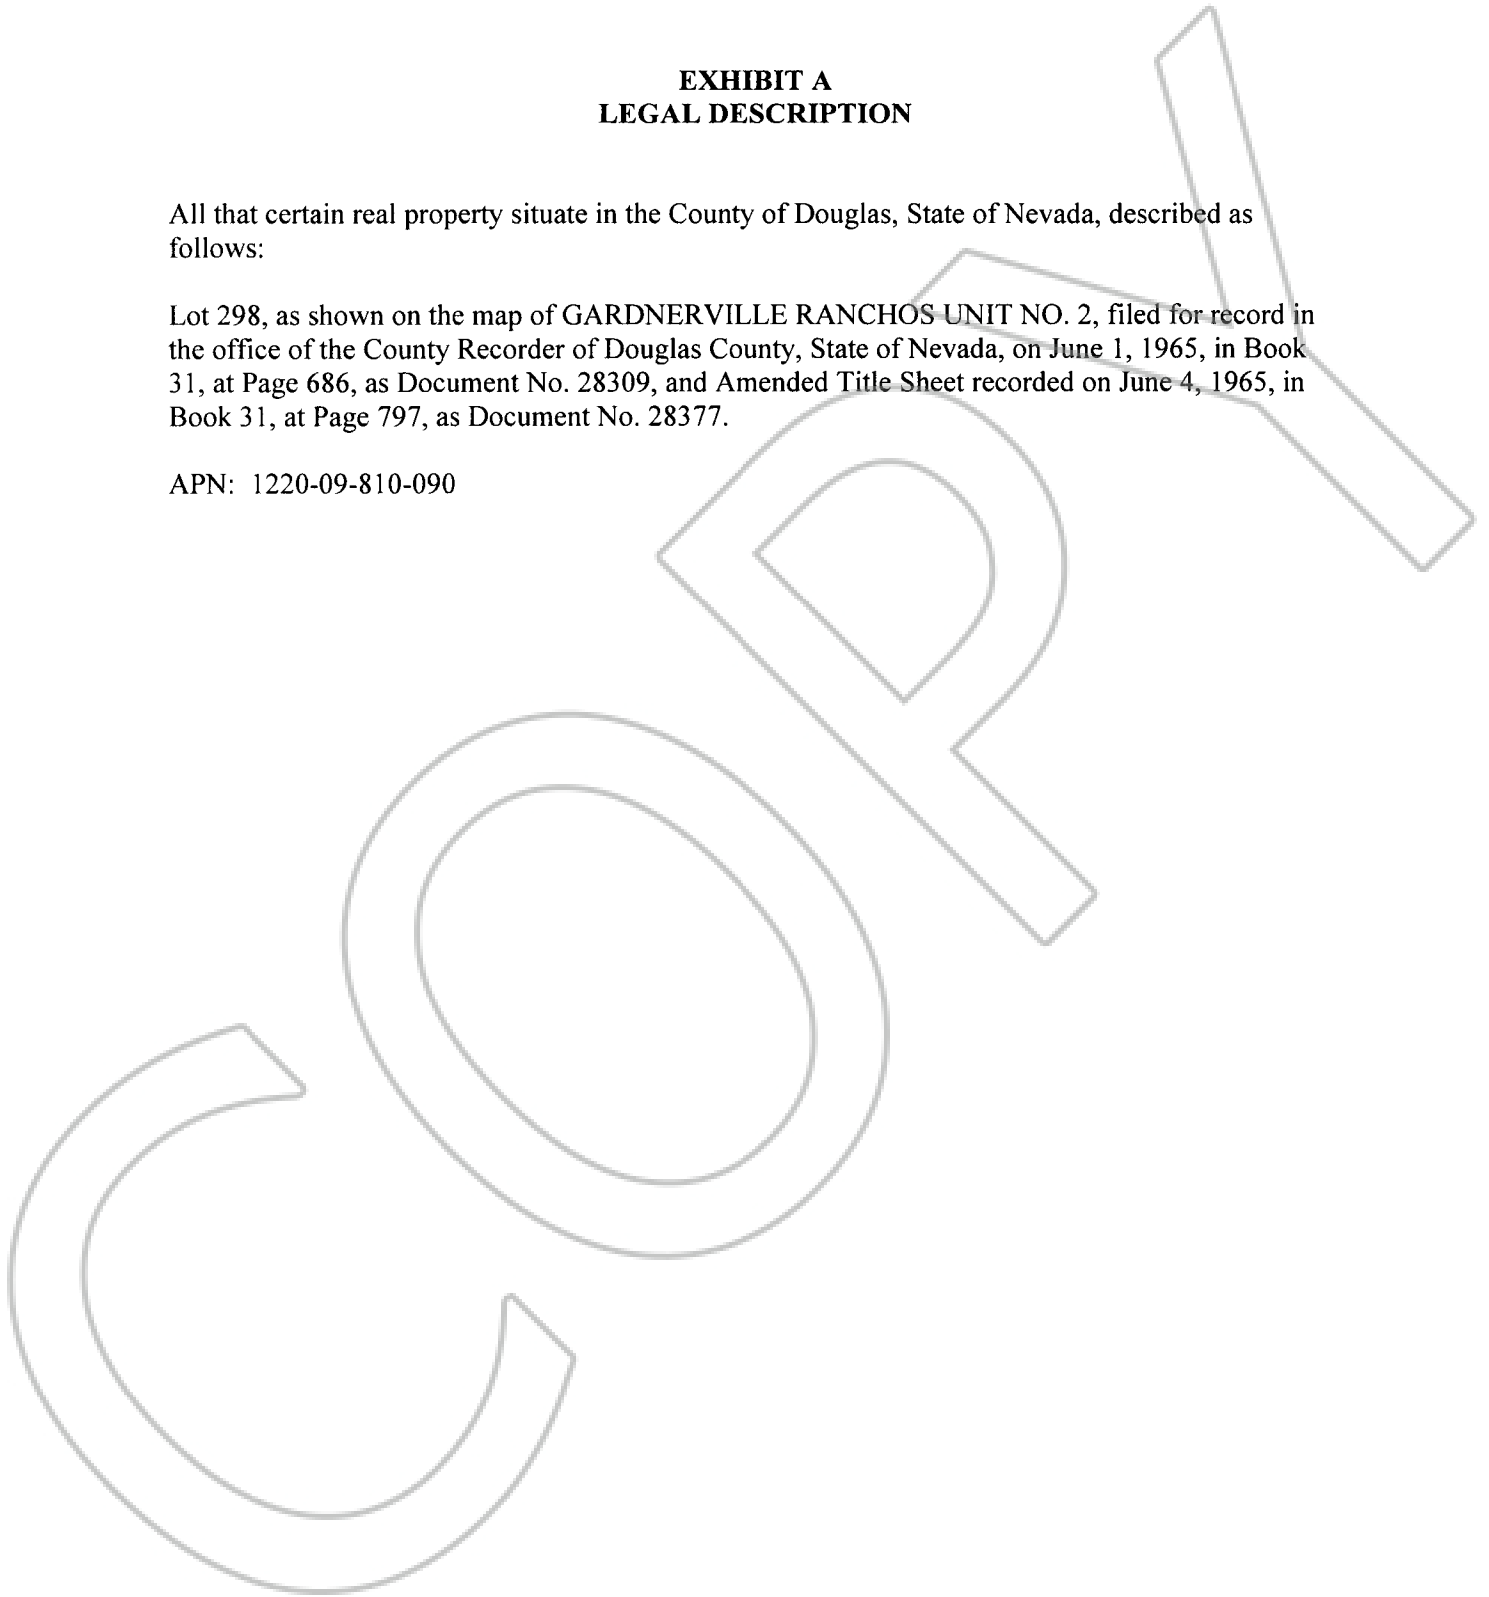 EXHIBIT A
LEGAL DESCRIPTION
All that certain real property situate in the County of Douglas, State of Nevada, described as
follows:
Lot 298, as shown on the map of GARDNERVILLE RANCHOS UNIT NO. 2, filed for record in
the office of the County Recorder of Douglas County, State of Nevada, on June 1, 1965, in Book
31, at Page 686, as Document No. 28309, and Amended Title Sheet recorded on June 4, 1965, in
Book 31, at Page 797, as Document No. 28377.
APN: 1220-09-810-090
COPY